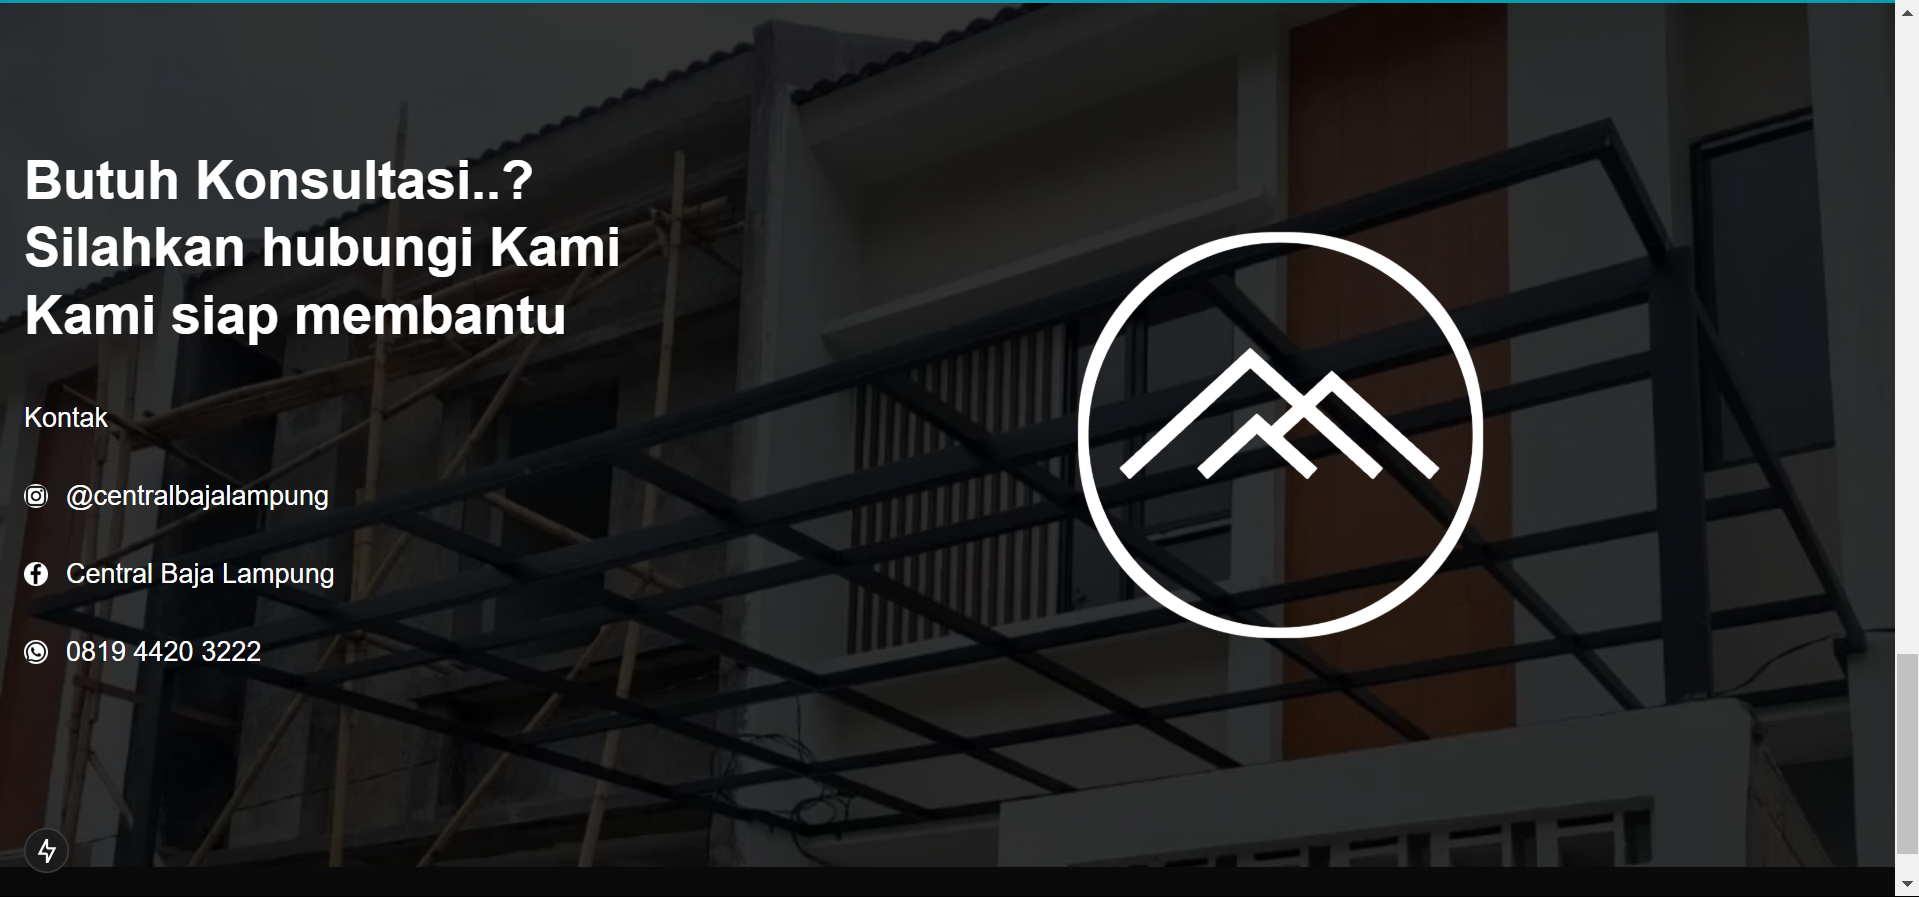 Butuh Konsultasi..?
Silahkan hubungi Kami
Kami siap membantu
Kontak
@centralbajalampung
Central Baja Lampung
0819 4420 3222